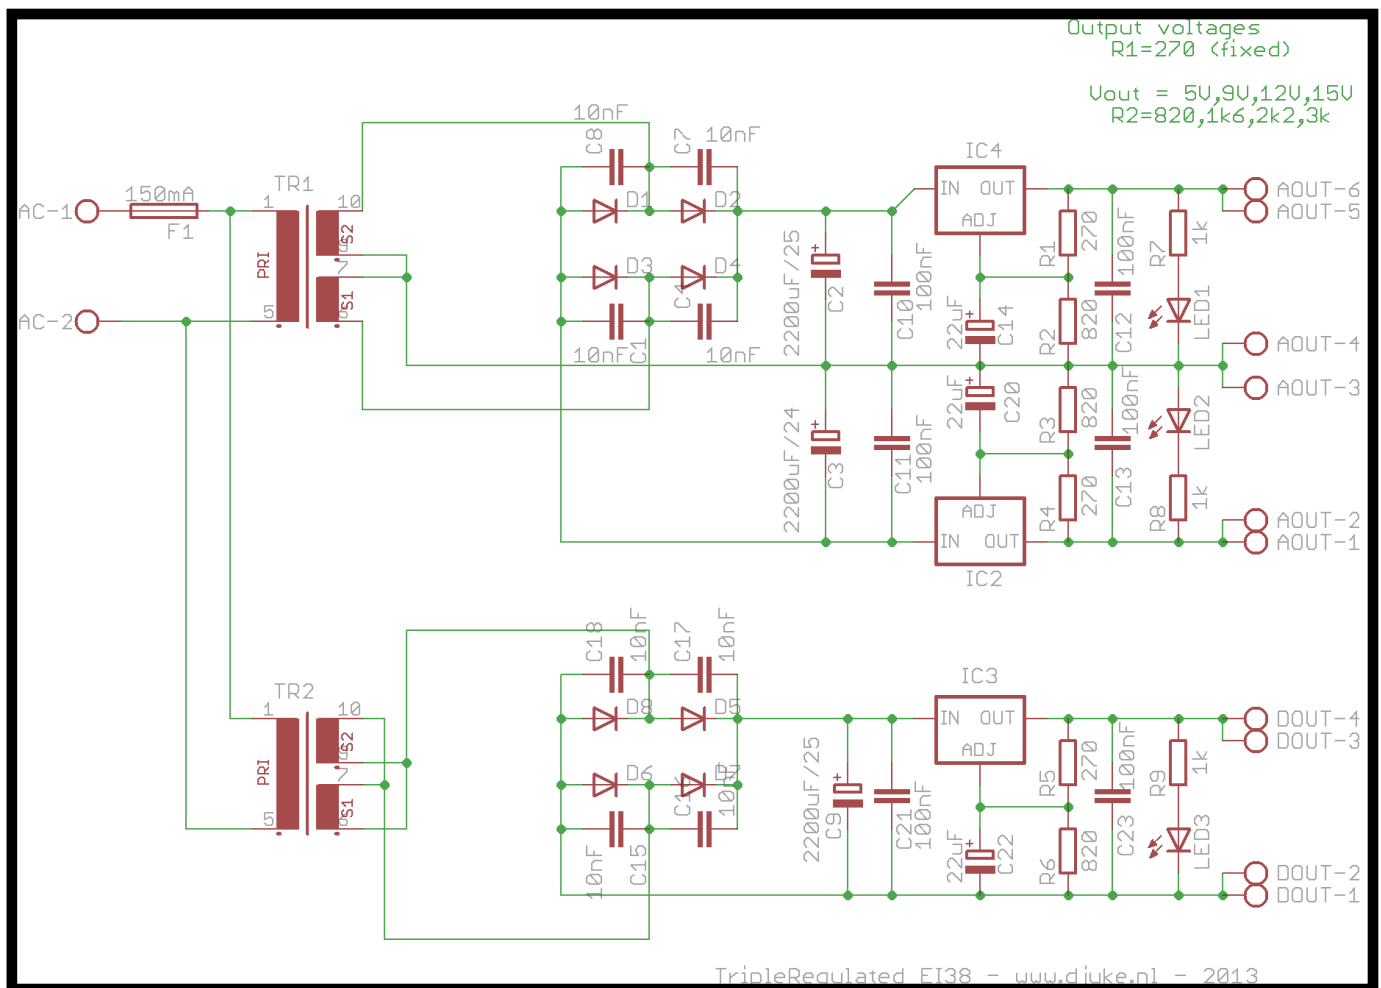 Output voltages
R1=270 (fixed)
Vout = 5V,9V,12V,15V
R2=820,1k6,2k2,3k
10nF
C8
C7
10nF
IC4
TR1
150mA
F1
AC-1
1
10
S2
PRI
7
S1
5
6
AC-2
D1
D2
D3
D4
C4
C1
10nF
10nF
2200uF/25
C2
C10
100nF
IN
OUT
ADJ
R1
270
100nF
R7
1k
AOUT-6
AOUT-5
22uF
C14
R2
820
C12
LED1
AOUT-4
AOUT-3
2200uF/24
C3
C11
100nF
22uF
C20
R3
820
100nF
LED2
R4
270
C13
R8
1k
ADJ
IN
OUT
IC2
AOUT-2
AOUT-1
C18
10nF
C17
10nF
IC3
TR2
1
10
S2
PRI
7
S1
5
6
D8
D5
D6
10nF
C15
2200uF/25
C9
C21
100nF
IN
OUT
ADJ
R5
270
100nF
R9
1k
DOUT-4
DOUT-3
22uF
C22
R6
820
C23
LED3
DOUT-2
DOUT-1
TripleRegulated EI38 - www.djuke.nl - 2013